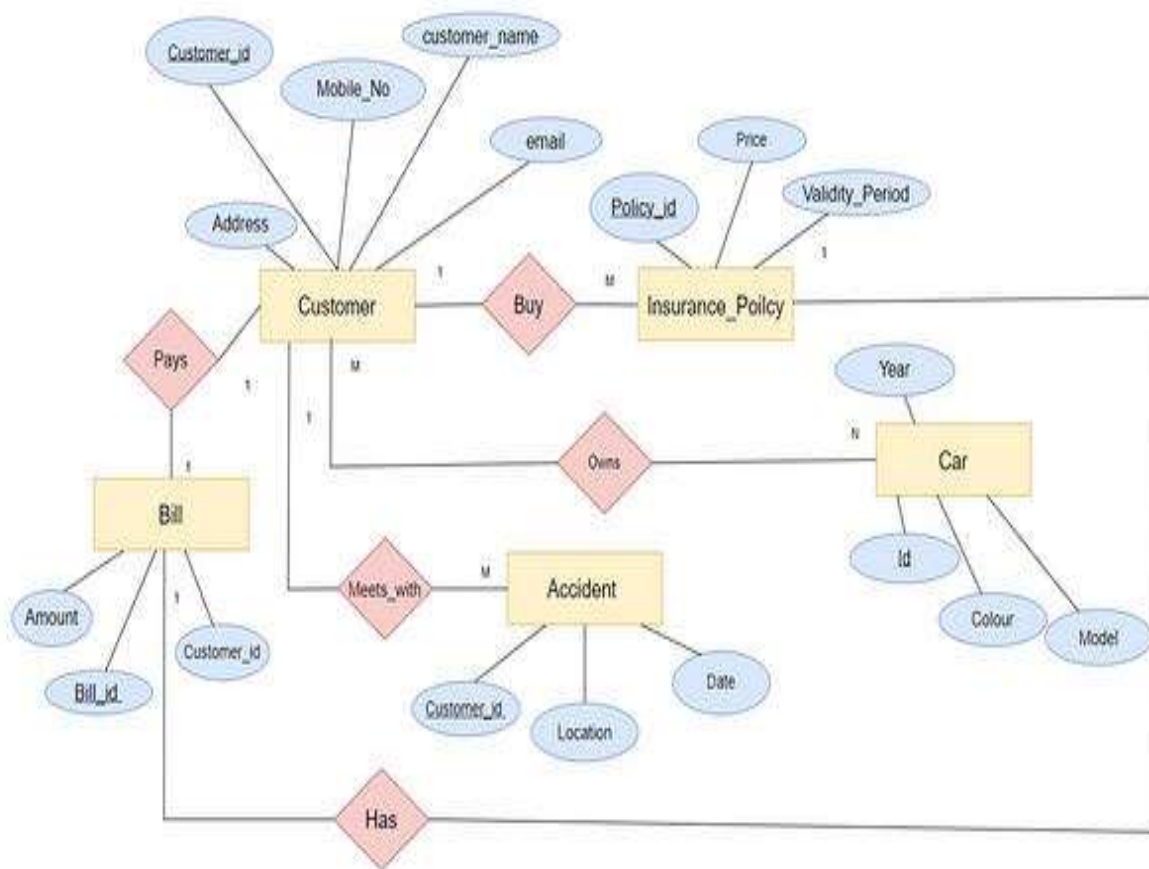 customer_name
Customer_id
Mobile_No
email
Price
Policy_id
Validity_Period
Address
1
M
1
Customer
Buy
Insurance_Poilcy
Pays
1
M
1
Year
N
Owns
Car
1
Bill
Id
Meets_with
M
Accident
Colour
Model
Amount
1
Customer_id
Bill_id
Customer_id
Location
Date
Has